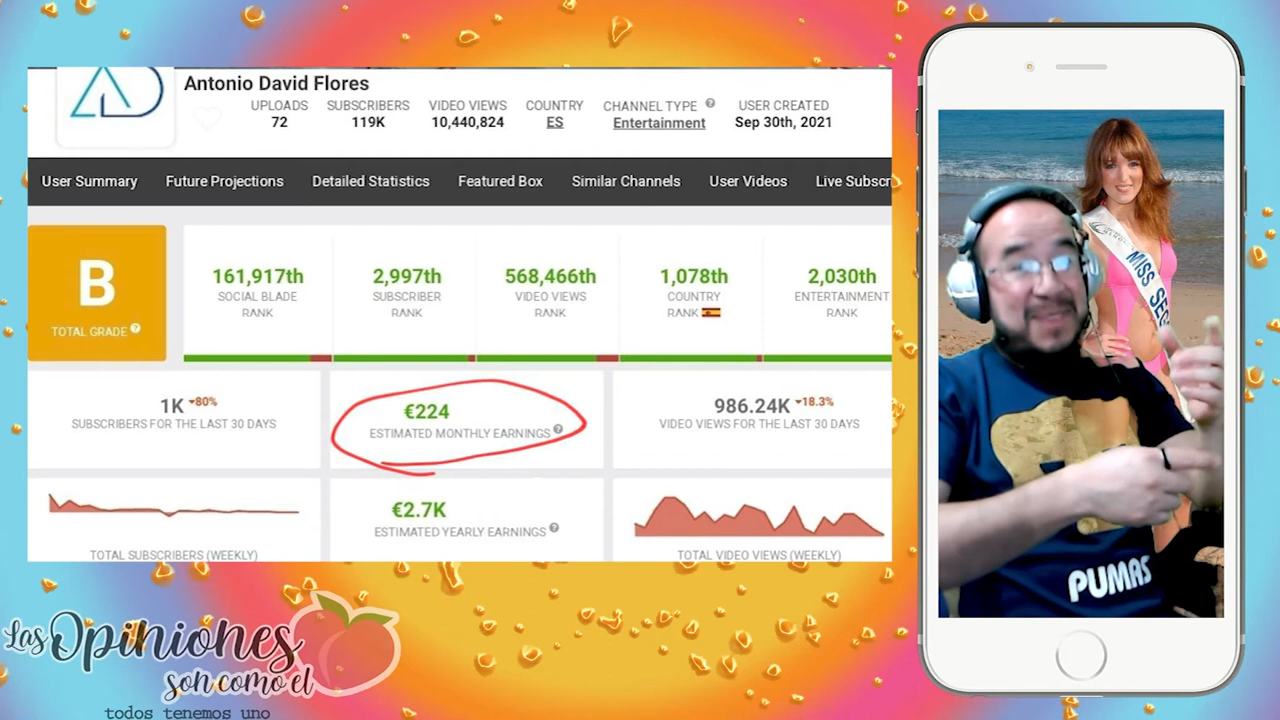 Antonio David Flores
UPLOADS SUBSCRIBERS VIDEO VIEWS COUNTRY CHANNEL TYPE USER CREATED
72 119K 10,440,824 ES Entertainment Sep 30th, 2021
User Summary Future Projections Detailed Statistics Featured Box Similar Channels User Videos Live Subscr
B
TOTAL GRADE
161,917th 2,997th 568,466th 1,078th 2,030th
SOCIAL BLADE SUBSCRIBER VIDEO VIEWS COUNTRY ENTERTAINMENT
RANK RANK RANK RANK RANK
1K 80%
SUBSCRIBERS FOR THE LAST 30 DAYS
€224
ESTIMATED MONTHLY EARNINGS
986.24K 18.3%
VIDEO VIEWS FOR THE LAST 30 DAYS
€2.7K
ESTIMATED YEARLY EARNINGS
TOTAL SUBSCRIBERS (WEEKLY)
TOTAL VIDEO VIEWS (WEEKLY)
MISS SEG
PUMAS
Las Opiniones
son como el
todos tenemos uno